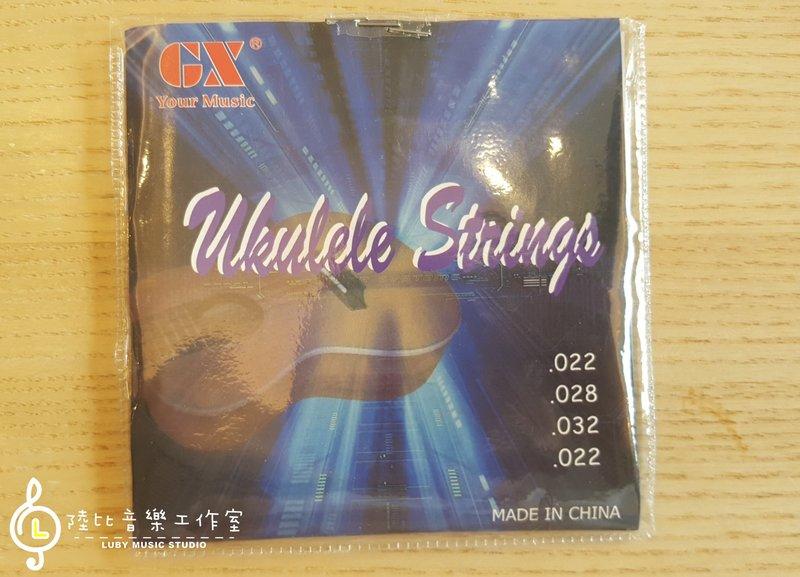 GX®
Your Music
Ukulele Strings
.022
.028
.032
.022
MADE IN CHINA
L
陸比音樂工作室
LUBY MUSIC STUDIO